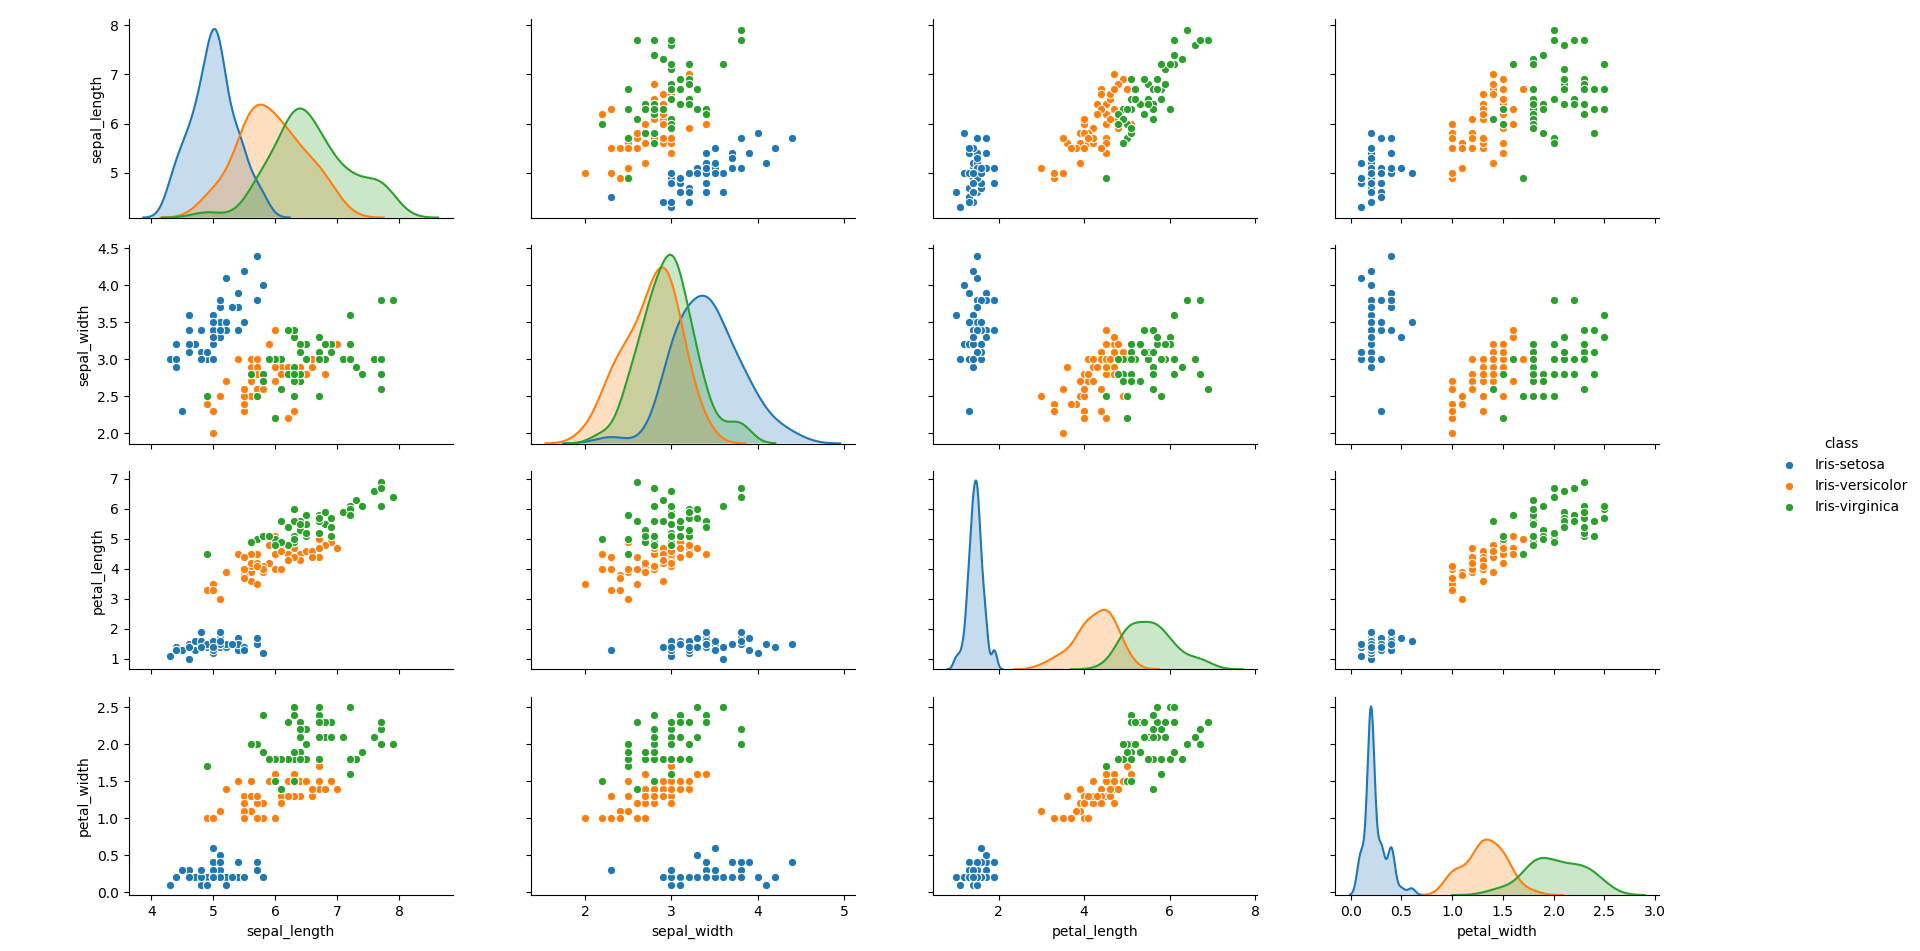 8
7
6
5
sepal_length
4.5
4.0
3.5
3.0
2.5
2.0
sepal_width
7
6
5
4
3
2
1
petal_length
2.5
2.0
1.5
1.0
0.5
0.0
petal_width
4 5 6 7 8
sepal_length
2 3 4 5
sepal_width
2 4 6 8
petal_length
0.0 0.5 1.0 1.5 2.0 2.5 3.0
petal_width
class
Iris-setosa
Iris-versicolor
Iris-virginica